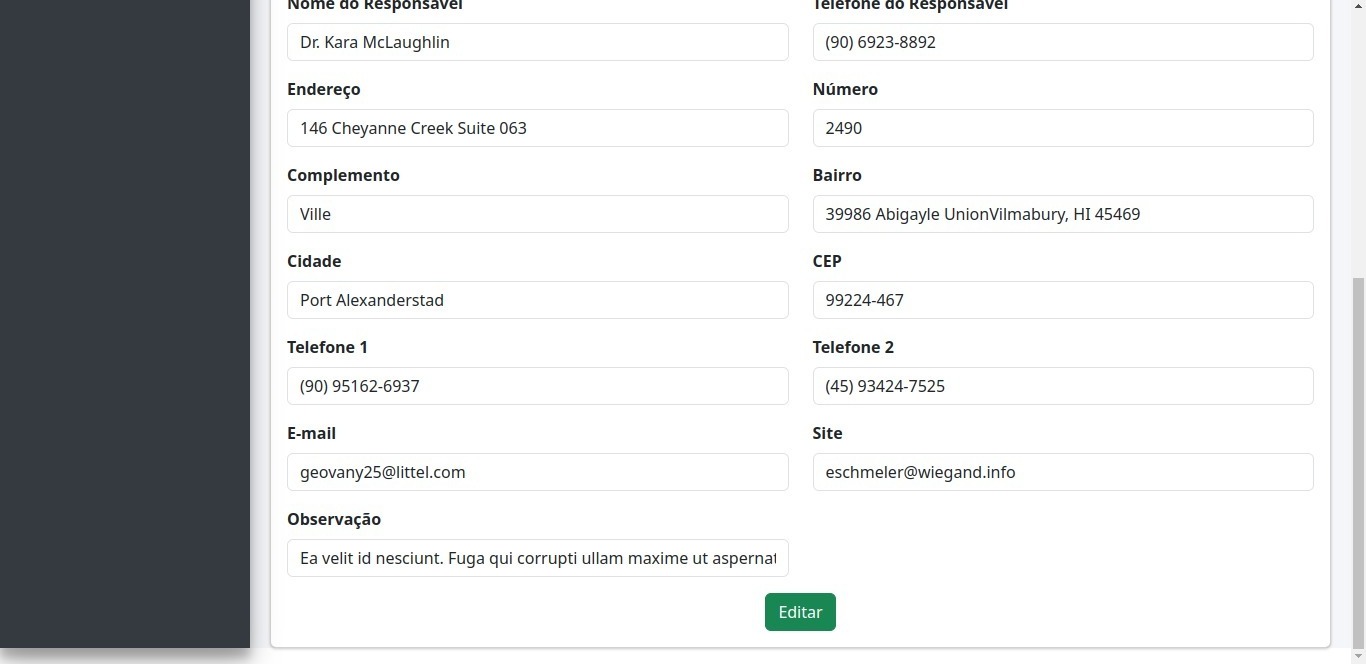 Nome do Responsável
Telefone do Responsável
Dr. Kara McLaughlin
(90) 6923-8892
Endereço
Número
146 Cheyanne Creek Suite 063
2490
Complemento
Bairro
Ville
39986 Abigayle UnionVilmabury, HI 45469
Cidade
CEP
Port Alexanderstad
99224-467
Telefone 1
Telefone 2
(90) 95162-6937
(45) 93424-7525
E-mail
Site
geovany25@littel.com
eschmeler@wiegand.info
Observação
Ea velit id nesciunt. Fuga qui corrupti ullam maxime ut aspernat
Editar